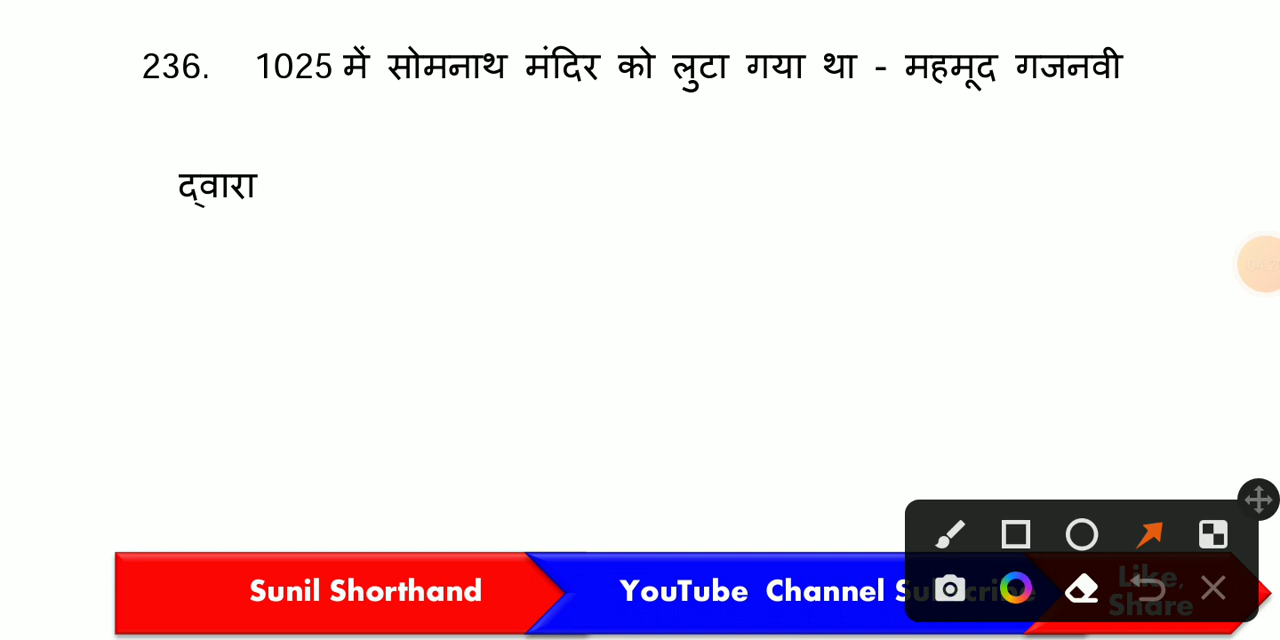 236. 1025 में सोमनाथ मंदिर को लुटा गया था - महमूद गजनवी
द्वारा
Sunil Shorthand
YouTube Channel
Like,
Share